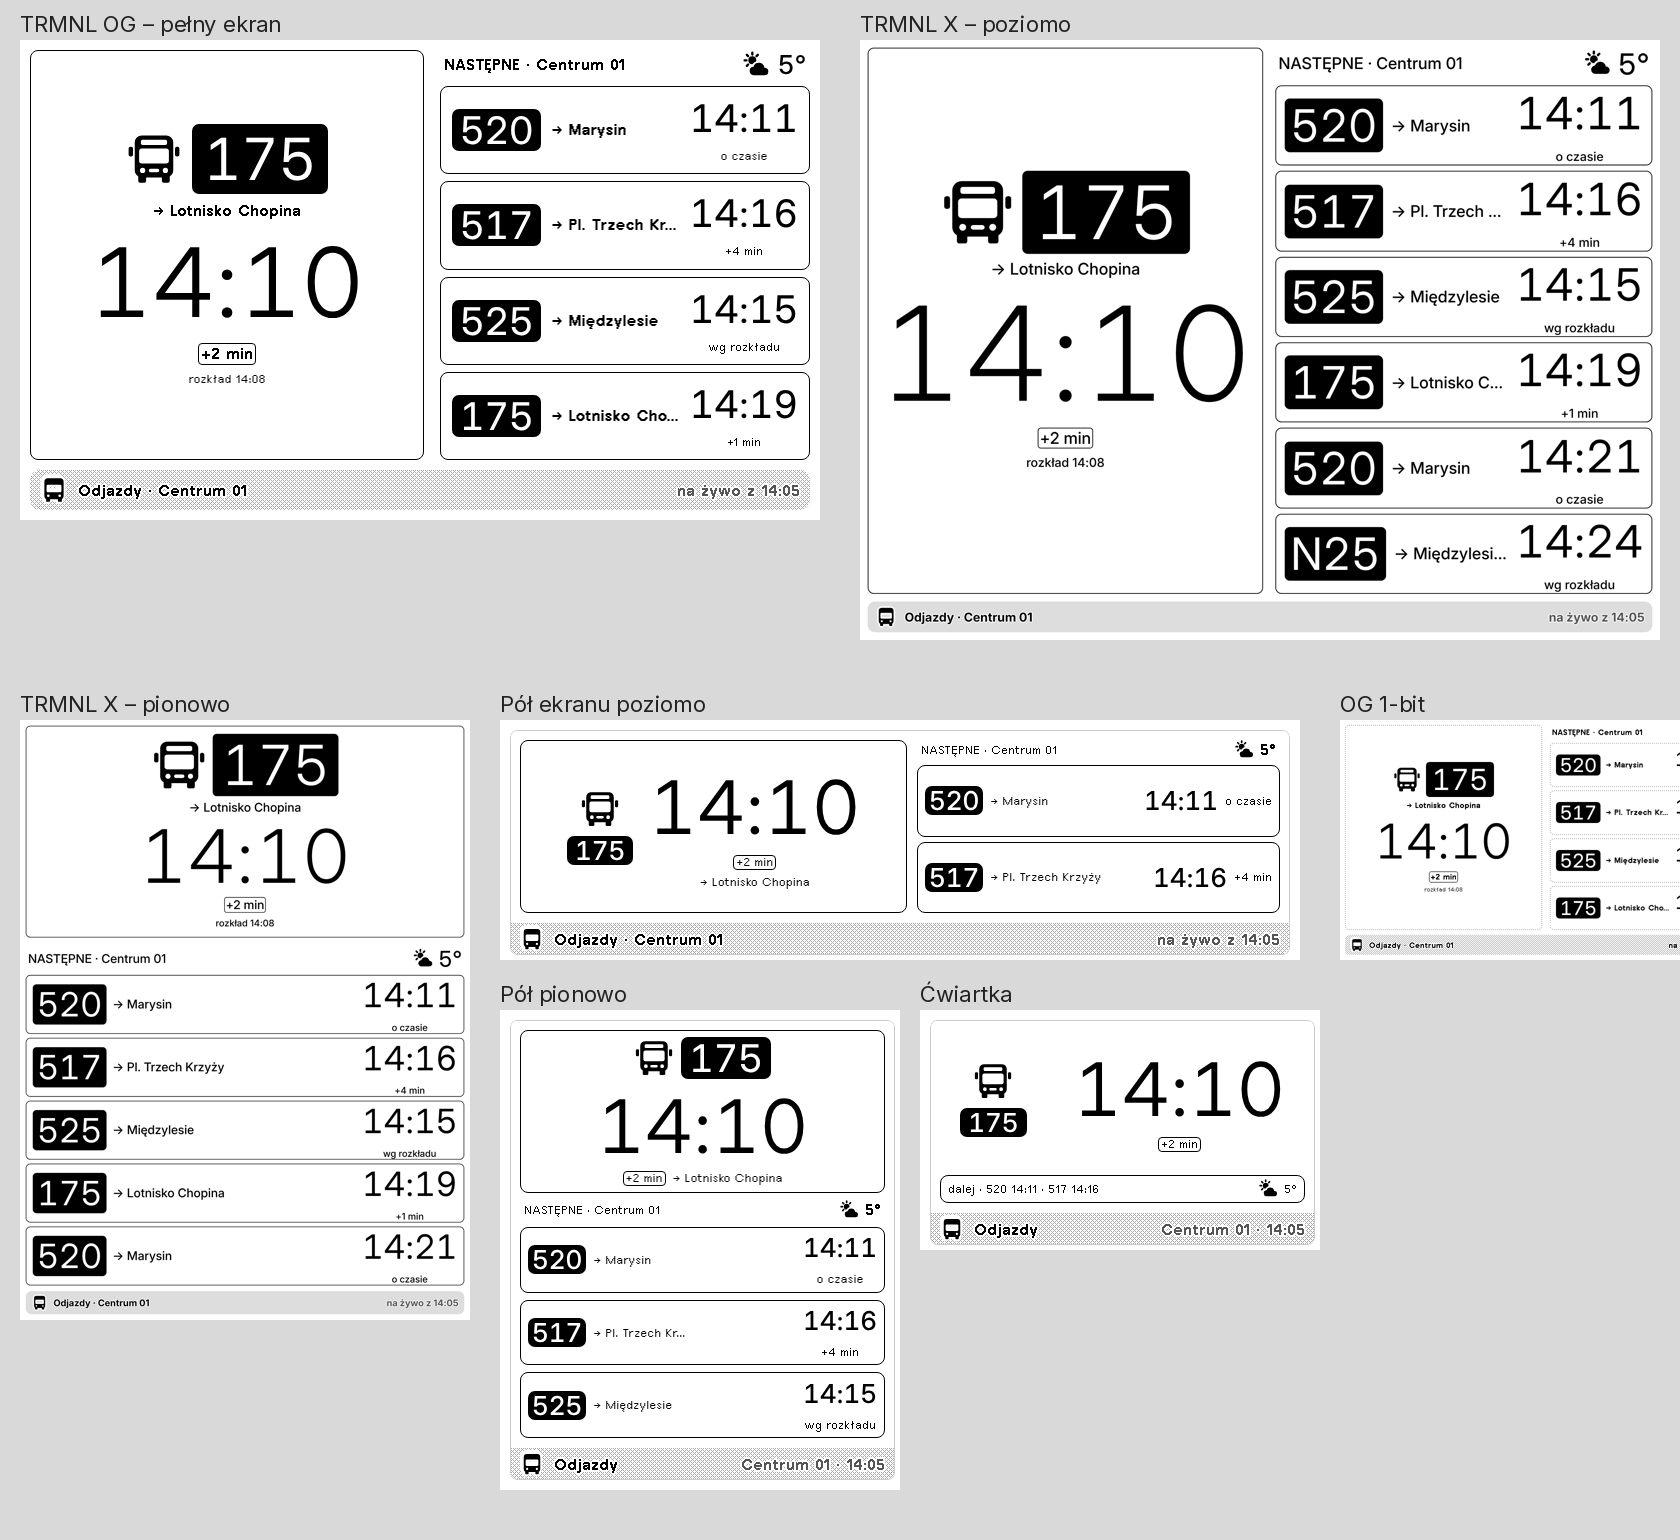 TRMNL OG – pełny ekran
175
→ Lotnisko Chopina
14:10
+2 min
rozkład 14:08
NASTĘPNE · Centrum 01 5°
520 → Marysin 14:11
o czasie
517 → Pl. Trzech Kr... 14:16
+4 min
525 → Międzylesie 14:15
wg rozkładu
175 → Lotnisko Cho... 14:19
+1 min
Odjazdy · Centrum 01 na żywo z 14:05
TRMNL X – poziomo
175
→ Lotnisko Chopina
14:10
+2 min
rozkład 14:08
NASTĘPNE · Centrum 01 5°
520 → Marysin 14:11
o czasie
517 → Pl. Trzech ... 14:16
+4 min
525 → Międzylesie 14:15
wg rozkładu
175 → Lotnisko C... 14:19
+1 min
520 → Marysin 14:21
o czasie
N25 → Międzylesi... 14:24
wg rozkładu
Odjazdy · Centrum 01 na żywo z 14:05
TRMNL X – pionowo
175
→ Lotnisko Chopina
14:10
+2 min
rozkład 14:08
NASTĘPNE · Centrum 01 5°
520 → Marysin 14:11
o czasie
517 → Pl. Trzech Krzyży 14:16
+4 min
525 → Międzylesie 14:15
wg rozkładu
175 → Lotnisko Chopina 14:19
+1 min
520 → Marysin 14:21
o czasie
Odjazdy · Centrum 01 na żywo z 14:05
Pół ekranu poziomo
175
14:10
+2 min
→ Lotnisko Chopina
NASTĘPNE · Centrum 01 5°
520 → Marysin 14:11 o czasie
517 → Pl. Trzech Krzyży 14:16 +4 min
Odjazdy · Centrum 01 na żywo z 14:05
OG 1-bit
175
→ Lotnisko Chopina
14:10
+2 min
rozkład 14:08
NASTĘPNE · Centrum 01
520 → Marysin
517 → Pl. Trzech Kr...
525 → Międzylesie
175 → Lotnisko Cho...
Odjazdy · Centrum 01 na
Pół pionowo
175
14:10
+2 min → Lotnisko Chopina
NASTĘPNE · Centrum 01 5°
520 → Marysin 14:11
o czasie
517 → Pl. Trzech Kr... 14:16
+4 min
525 → Międzylesie 14:15
wg rozkładu
Odjazdy Centrum 01 · 14:05
Ćwiartka
175
14:10
+2 min
dalej · 520 14:11 · 517 14:16 5°
Odjazdy Centrum 01 · 14:05